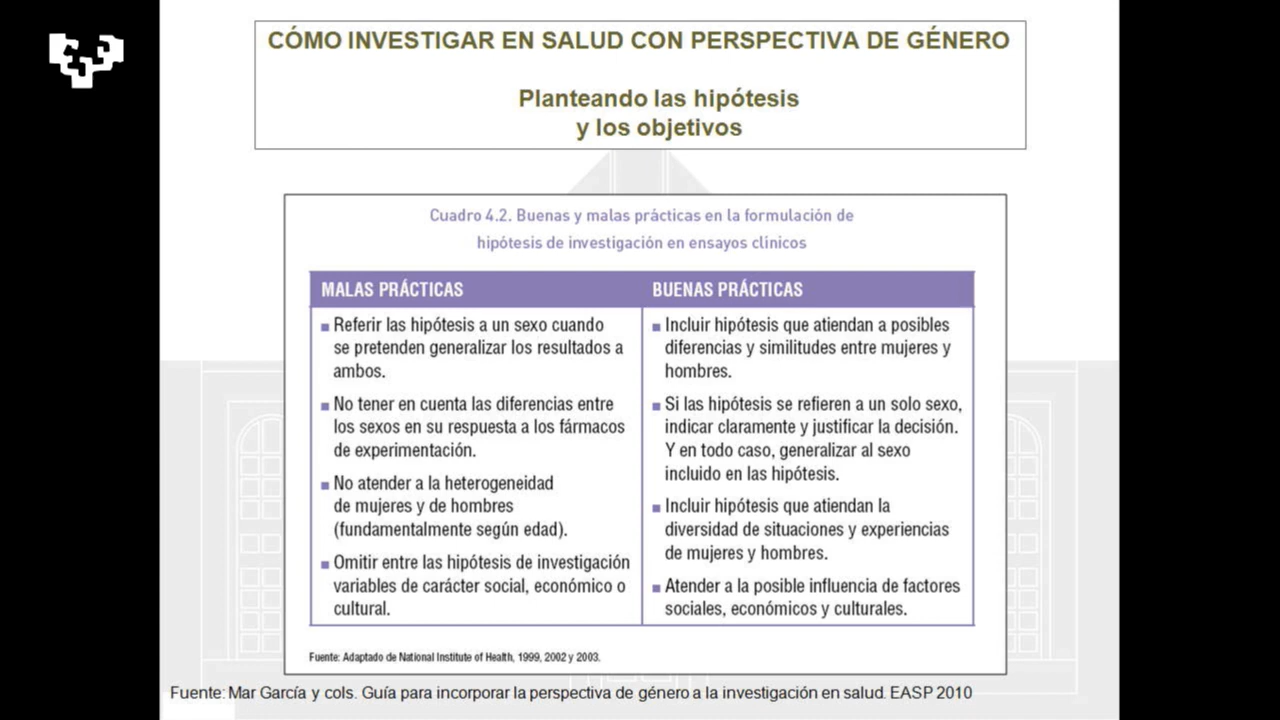 CÓMO INVESTIGAR EN SALUD CON PERSPECTIVA DE GÉNERO
Planteando las hipótesis
y los objetivos
Cuadro 4.2. Buenas y malas prácticas en la formulación de
hipótesis de investigación en ensayos clínicos
MALAS PRÁCTICAS
■ Referir las hipótesis a un sexo cuando
se pretenden generalizar los resultados a
ambos.
■ No tener en cuenta las diferencias entre
los sexos en su respuesta a los fármacos
de experimentación.
■ No atender a la heterogeneidad
de mujeres y de hombres
(fundamentalmente según edad).
■ Omitir entre las hipótesis de investigación
variables de carácter social, económico o
cultural.
BUENAS PRÁCTICAS
■ Incluir hipótesis que atiendan a posibles
diferencias y similitudes entre mujeres y
hombres.
■ Si las hipótesis se refieren a un solo sexo,
indicar claramente y justificar la decisión.
Y en todo caso, generalizar al sexo
incluido en las hipótesis.
■ Incluir hipótesis que atiendan la
diversidad de situaciones y experiencias
de mujeres y hombres.
■ Atender a la posible influencia de factores
sociales, económicos y culturales.
Fuente: Adaptado de National Institute of Health, 1999, 2002 y 2003.
Fuente: Mar García y cols. Guía para incorporar la perspectiva de género a la investigación en salud. EASP 2010